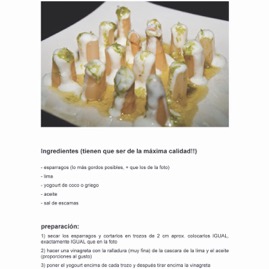 Ingredientes (tienen que ser de la máxima calidad!!)
- esparragos (lo más gordos posibles, + que los de la foto)
- lima
- yogourt de coco o griego
- aceite
- sal de escamas
preparación:
1) secar los esparragos y cortarlos en trozos de 2 cm aprox. colocarlos IGUAL,
exactamente IGUAL que en la foto
2) hacer una vinagreta con la ralladura (muy fina) de la cascara de la lima y el aceite
(proporciones al gusto)
3) poner el yogourt encima de cada trozo y después tirar encima la vinagreta